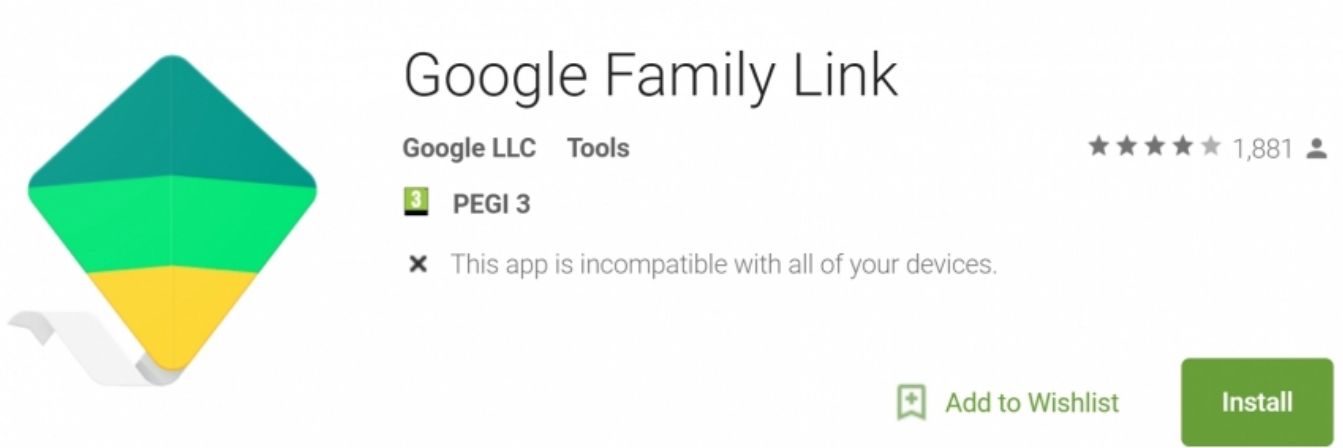 Google Family Link
Google LLC Tools
1,881
3 PEGI 3
This app is incompatible with all of your devices.
Add to Wishlist
Install